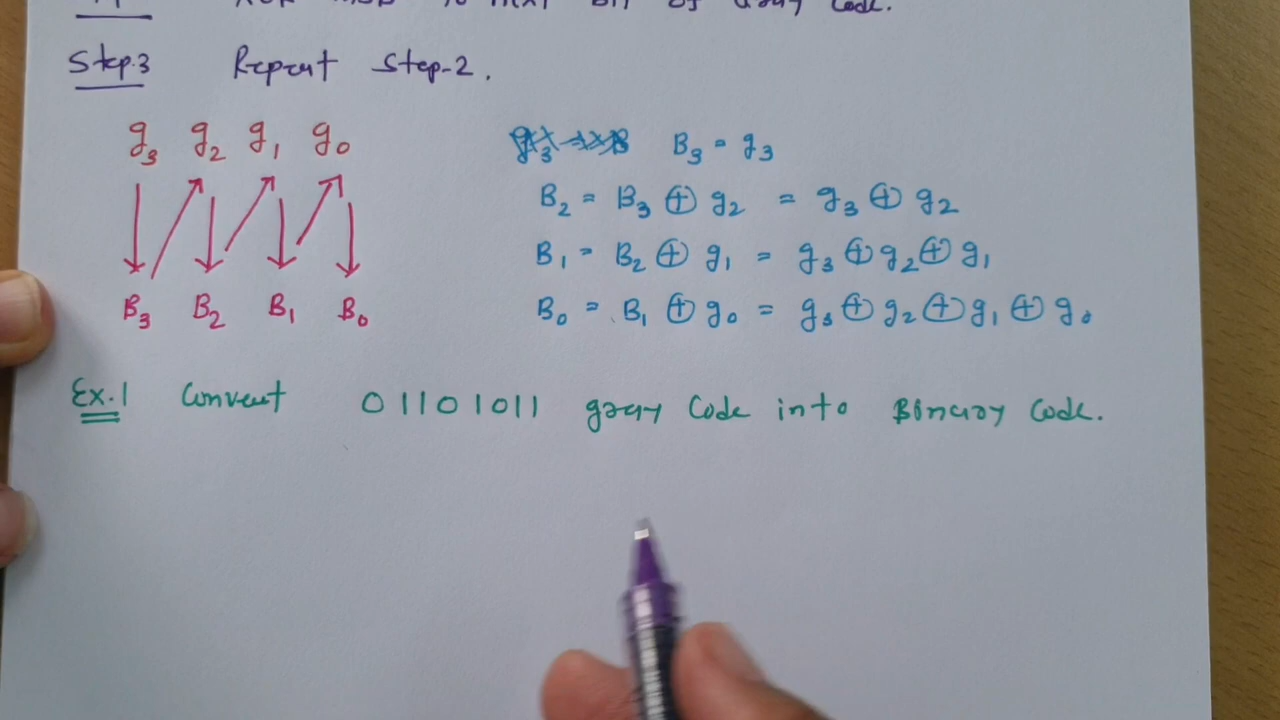 Step.3 Repeat Step-2.
g₃ g₂ g₁ g₀
B₃ B₂ B₁ B₀
B₃ = g₃
B₂ = B₃ ⊕ g₂ = g₃ ⊕ g₂
B₁ = B₂ ⊕ g₁ = g₃ ⊕ g₂ ⊕ g₁
B₀ = B₁ ⊕ g₀ = g₃ ⊕ g₂ ⊕ g₁ ⊕ g₀
Ex.1 Convert 01101011 gray Code into Binary Code.